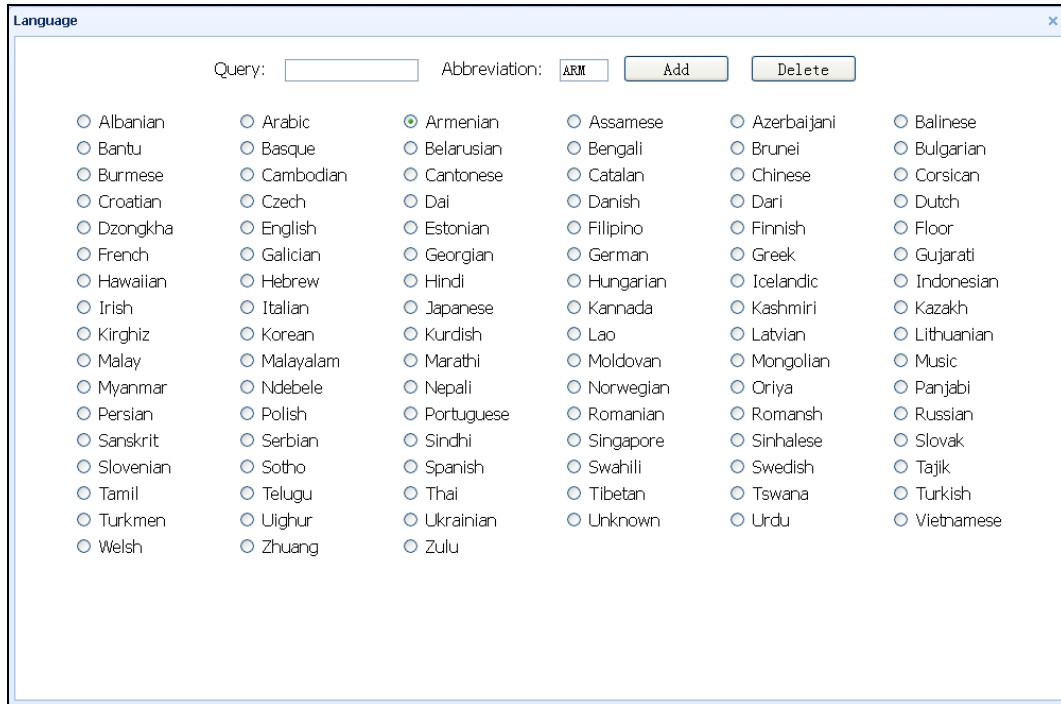 Language
Query: Abbreviation: ARM Add Delete
Albanian Arabic Armenian Assamese Azerbaijani Balinese
Bantu Basque Belarusian Bengali Brunei Bulgarian
Burmese Cambodian Cantonese Catalan Chinese Corsican
Croatian Czech Dai Danish Dari Dutch
Dzongkha English Estonian Filipino Finnish Floor
French Galician Georgian German Greek Gujarati
Hawaiian Hebrew Hindi Hungarian Icelandic Indonesian
Irish Italian Japanese Kannada Kashmiri Kazakh
Kirghiz Korean Kurdish Lao Latvian Lithuanian
Malay Malayalam Marathi Moldovan Mongolian Music
Myanmar Ndebele Nepali Norwegian Oriya Panjabi
Persian Polish Portuguese Romanian Romansh Russian
Sanskrit Serbian Sindhi Singapore Sinhalese Slovak
Slovenian Sotho Spanish Swahili Swedish Tajik
Tamil Telugu Thai Tibetan Tswana Turkish
Turkmen Uighur Ukrainian Unknown Urdu Vietnamese
Welsh Zhuang Zulu